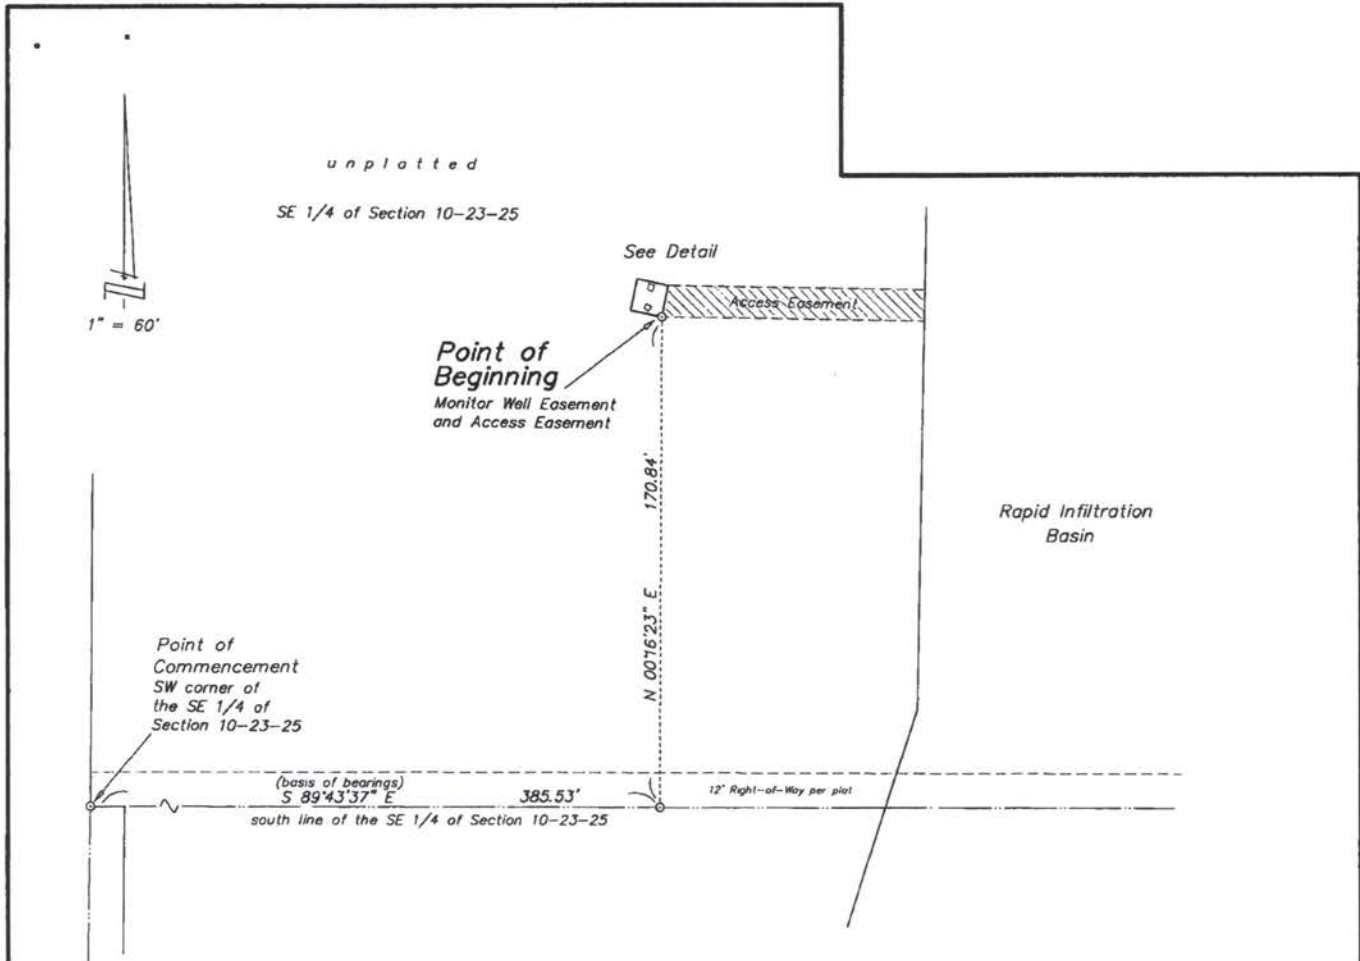 unplatted
SE 1/4 of Section 10-23-25
See Detail
Access Easement
N
1" = 60'
Point of
Beginning
Monitor Well Easement
and Access Easement
170.84'
N 00°16'23" E
Rapid Infiltration
Basin
Point of
Commencement
SW corner of
the SE 1/4 of
Section 10-23-25
(basis of bearings)
S 89°43'37" E 385.53'
12' Right-of-Way per plat
south line of the SE 1/4 of Section 10-23-25